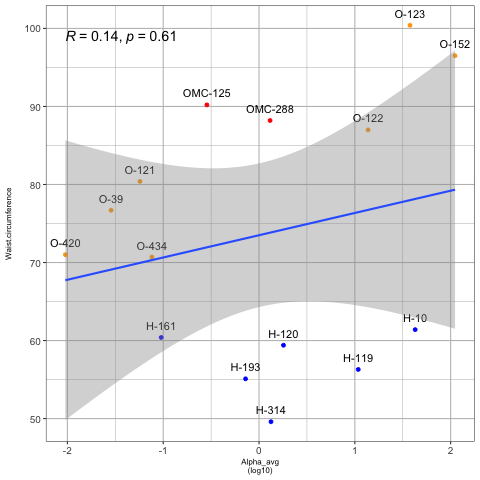 O-123
R = 0.14, p = 0.61
O-152
100
OMC-125
90
OMC-288
O-122
O-121
80
O-39
O-420
O-434
70
H-161
H-10
H-120
60
H-193
H-119
H-314
50
Waist.circumference
-2 -1 0 1 2
Alpha_avg
(log10)